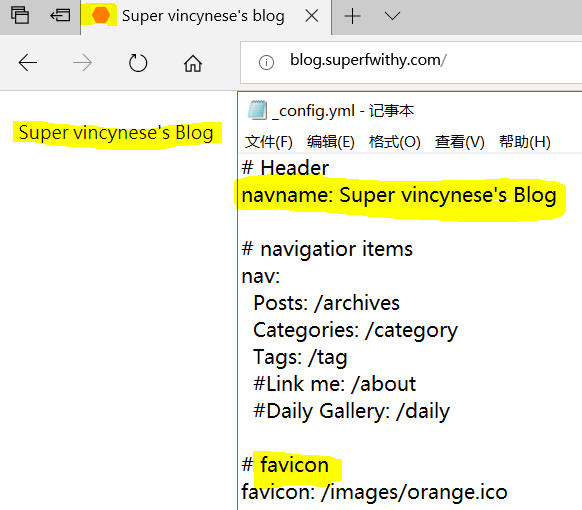 Super vincynese's blog
blog.superfwithy.com/
Super vincynese's Blog
_config.yml - 记事本
文件(F) 编辑(E) 格式(O) 查看(V) 帮助(H)
# Header
navname: Super vincynese's Blog
# navigatior items
nav:
Posts: /archives
Categories: /category
Tags: /tag
#Link me: /about
#Daily Gallery: /daily
# favicon
favicon: /images/orange.ico